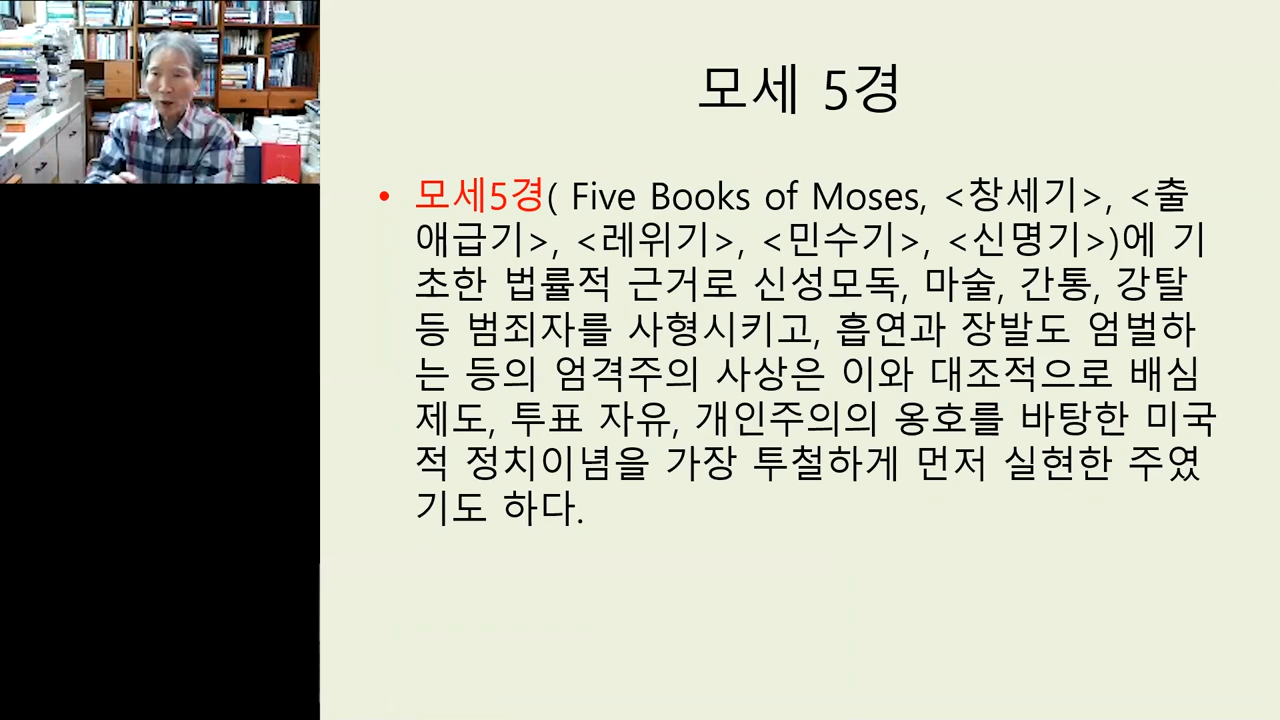 모세 5경
• 모세5경( Five Books of Moses, <창세기>, <출
애급기>, <레위기>, <민수기>, <신명기>)에 기
초한 법률적 근거로 신성모독, 마술, 간통, 강탈
등 범죄자를 사형시키고, 흡연과 장발도 엄벌하
는 등의 엄격주의 사상은 이와 대조적으로 배심
제도, 투표 자유, 개인주의의 옹호를 바탕한 미국
적 정치이념을 가장 투철하게 먼저 실현한 주였
기도 하다.